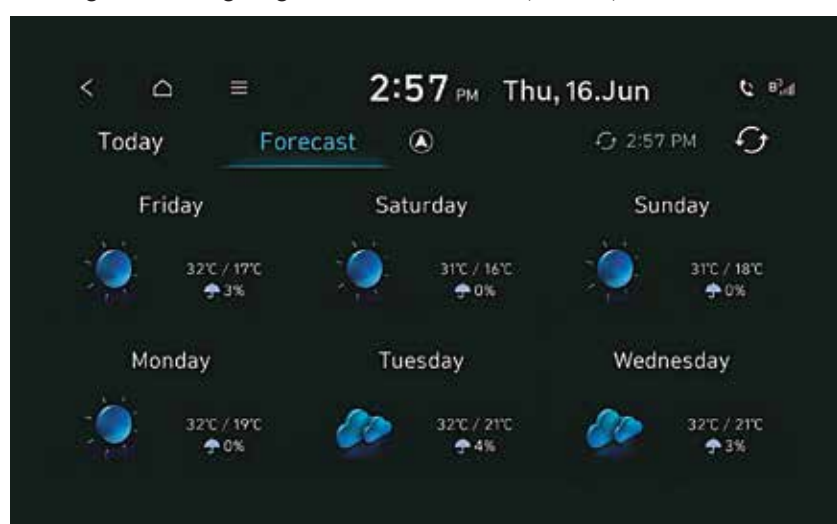 2:57 PM Thu, 16.Jun
Today Forecast 2:57 PM
Friday Saturday Sunday
32℃ / 17℃ 31℃ / 16℃ 31℃ / 18℃
3% 0% 0%
Monday Tuesday Wednesday
32℃ / 19℃ 32℃ / 21℃ 32℃ / 21℃
0% 4% 3%